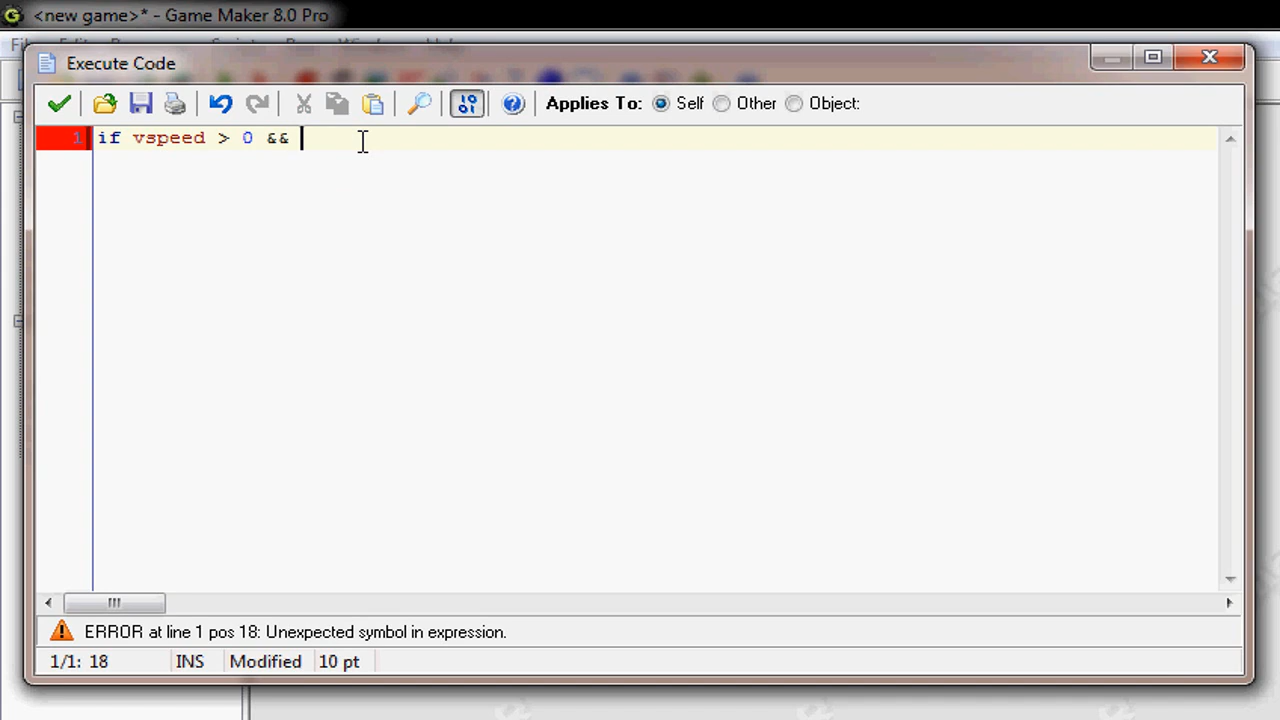 <new game>* - Game Maker 8.0 Pro
Execute Code
Applies To: Self Other Object:
1 if vspeed > 0 &&
ERROR at line 1 pos 18: Unexpected symbol in expression.
1/1: 18 INS Modified 10 pt